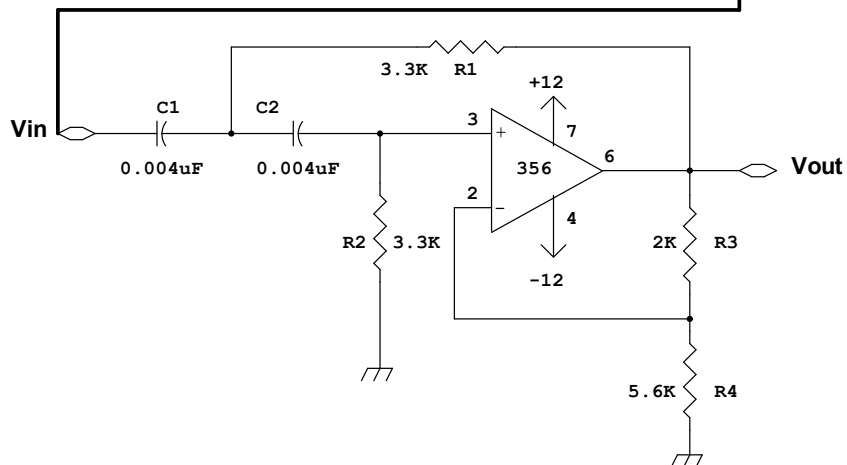 3.3K R1
+12
C1 C2
Vin
3
+
7
6
356
Vout
0.004uF 0.004uF
2
−
4
R2 3.3K
2K R3
-12
5.6K R4